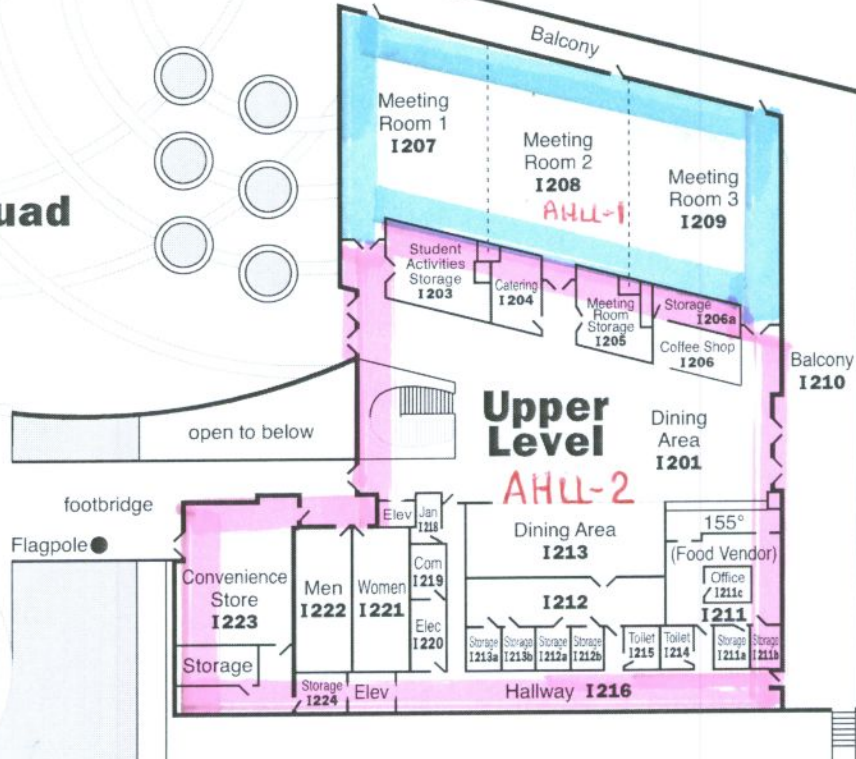 Balcony
Meeting
Room 1
I207
Meeting
Room 2
I208
AHU-1
Meeting
Room 3
I209
uad
Student
Activities
Storage
I203
Catering
I204
Meeting
Room
Storage
I205
Storage
I206a
Coffee Shop
I206
Balcony
I210
Upper
Level
Dining
Area
I201
AHU-2
open to below
footbridge
Flagpole
Elev
Jan
I218
Dining Area
I213
155°
(Food Vendor)
Office
I211c
I211
Convenience
Store
I223
Men
I222
Women
I221
Com
I219
Elec
I220
I212
Storage
I213a
Storage
I213b
Storage
I212a
Storage
I212b
Toilet
I215
Toilet
I214
Storage
I211a
Storage
I211b
Storage
Storage
I224
Elev
Hallway I216